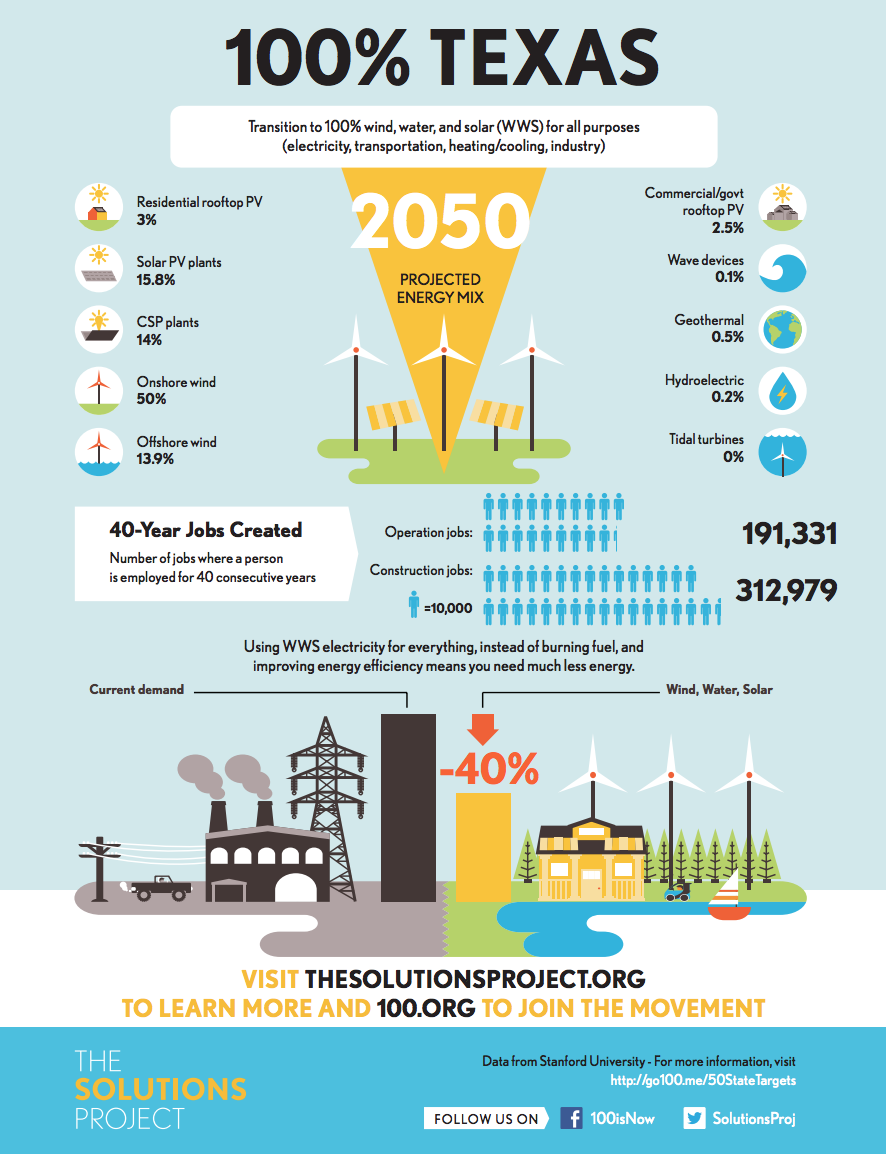 100% TEXAS
Transition to 100% wind, water, and solar (WWS) for all purposes
(electricity, transportation, heating/cooling, industry)
2050
PROJECTED
ENERGY MIX
Residential rooftop PV
3%
Solar PV plants
15.8%
CSP plants
14%
Onshore wind
50%
Offshore wind
13.9%
Commercial/govt
rooftop PV
2.5%
Wave devices
0.1%
Geothermal
0.5%
Hydroelectric
0.2%
Tidal turbines
0%
40-Year Jobs Created
Number of jobs where a person
is employed for 40 consecutive years
Operation jobs:
191,331
Construction jobs:
312,979
=10,000
Using WWS electricity for everything, instead of burning fuel, and
improving energy efficiency means you need much less energy.
Current demand
Wind, Water, Solar
-40%
VISIT THESOLUTIONSPROJECT.ORG
TO LEARN MORE AND 100.ORG TO JOIN THE MOVEMENT
THE
SOLUTIONS
PROJECT
Data from Stanford University - For more information, visit
http://go100.me/50StateTargets
FOLLOW US ON
100isNow
SolutionsProj